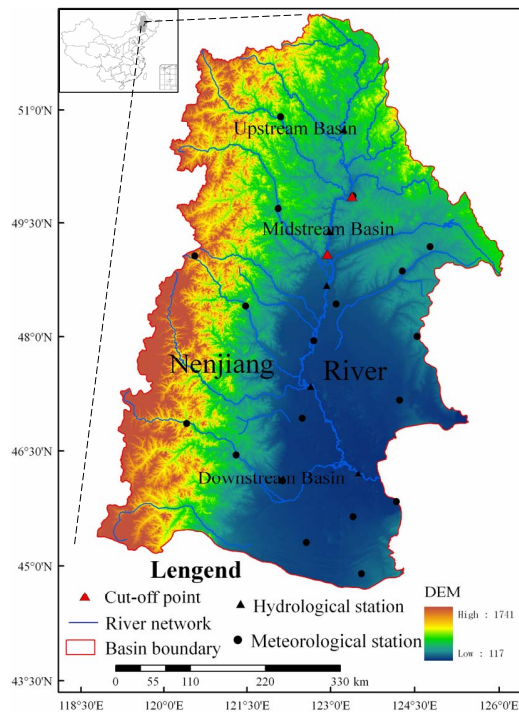 51°0'N
Upstream Basin
49°30'N
Midstream Basin
48°0'N
Nenjiang River
46°30'N
Downstream Basin
45°0'N
Lengend
Cut-off point
Hydrological station
River network
Basin boundary
Meteorological station
DEM
High : 1741
Low : 117
0 55 110 220 330 km
43°30'N
118°30'E 120°0'E 121°30'E 123°0'E 124°30'E 126°0'E